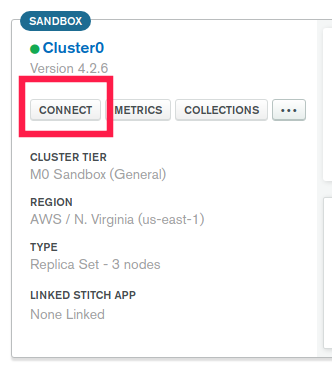 SANDBOX
Cluster0
Version 4.2.6
CONNECT METRICS COLLECTIONS ...
CLUSTER TIER
M0 Sandbox (General)
REGION
AWS / N. Virginia (us-east-1)
TYPE
Replica Set - 3 nodes
LINKED STITCH APP
None Linked